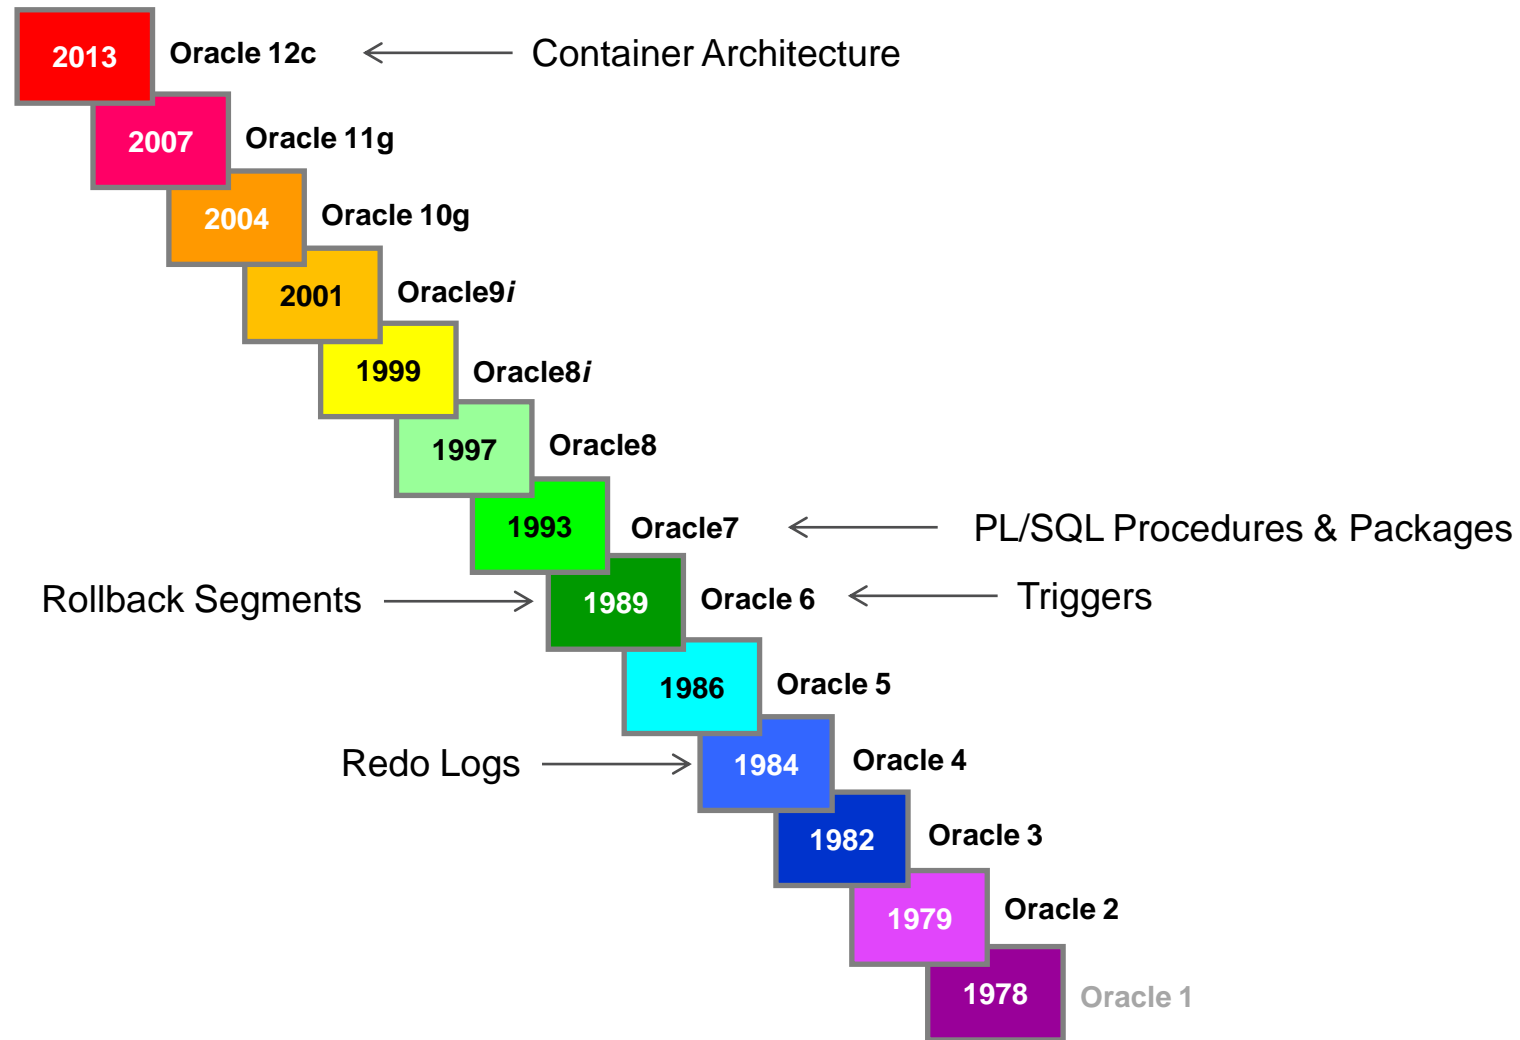 2013 Oracle 12c Container Architecture
2007 Oracle 11g
2004 Oracle 10g
2001 Oracle9i
1999 Oracle8i
1997 Oracle8
1993 Oracle7 PL/SQL Procedures & Packages
Rollback Segments 1989 Oracle 6 Triggers
1986 Oracle 5
Redo Logs 1984 Oracle 4
1982 Oracle 3
1979 Oracle 2
1978 Oracle 1